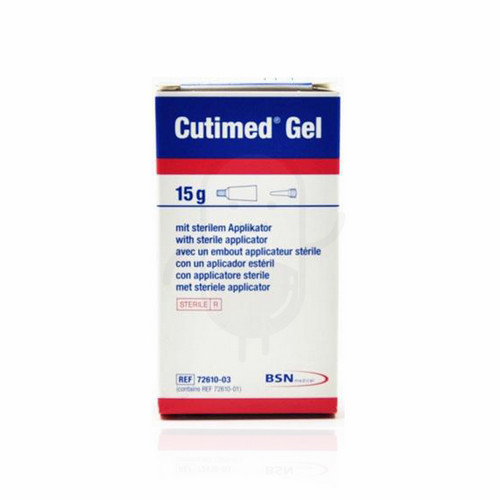 Cutimed® Gel
15 g
mit sterilem Applikator
with sterile applicator
avec un embout applicateur stérile
con un aplicador estéril
con applicatore sterile
met steriele applicator
STERILE R
REF 72610-03
(contains REF 72610-01)
BSN medical